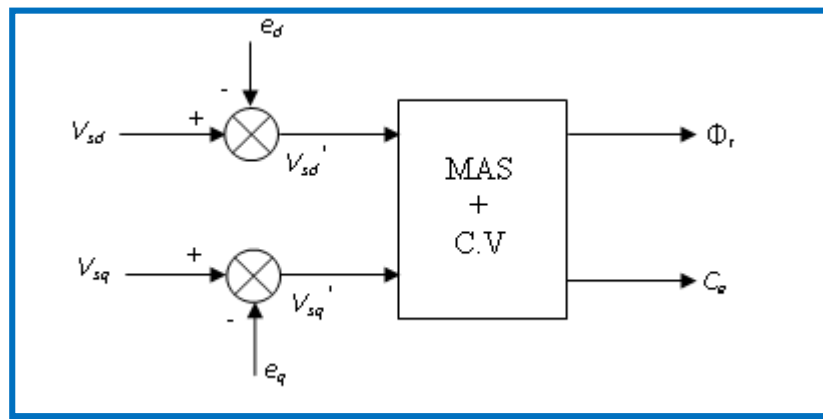 e_d
-
V_sd
+
V_sd'
Φ_r
MAS
+
C.V
V_sq
+
V_sq'
C_e
-
e_q